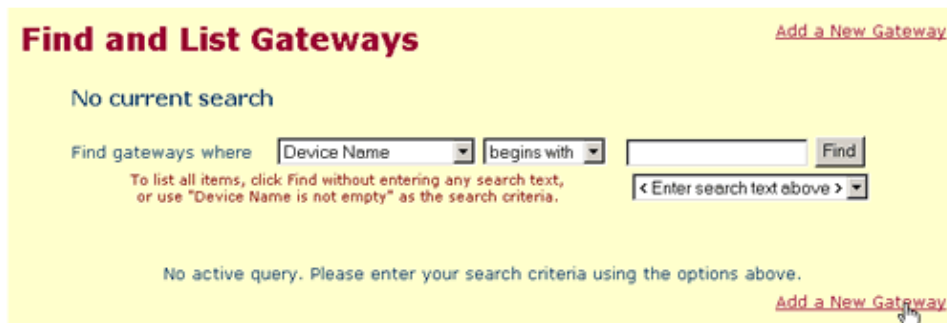 Find and List Gateways
Add a New Gateway
No current search
Find gateways where Device Name begins with Find
To list all items, click Find without entering any search text,
or use "Device Name is not empty" as the search criteria.
< Enter search text above >
No active query. Please enter your search criteria using the options above.
Add a New Gateway